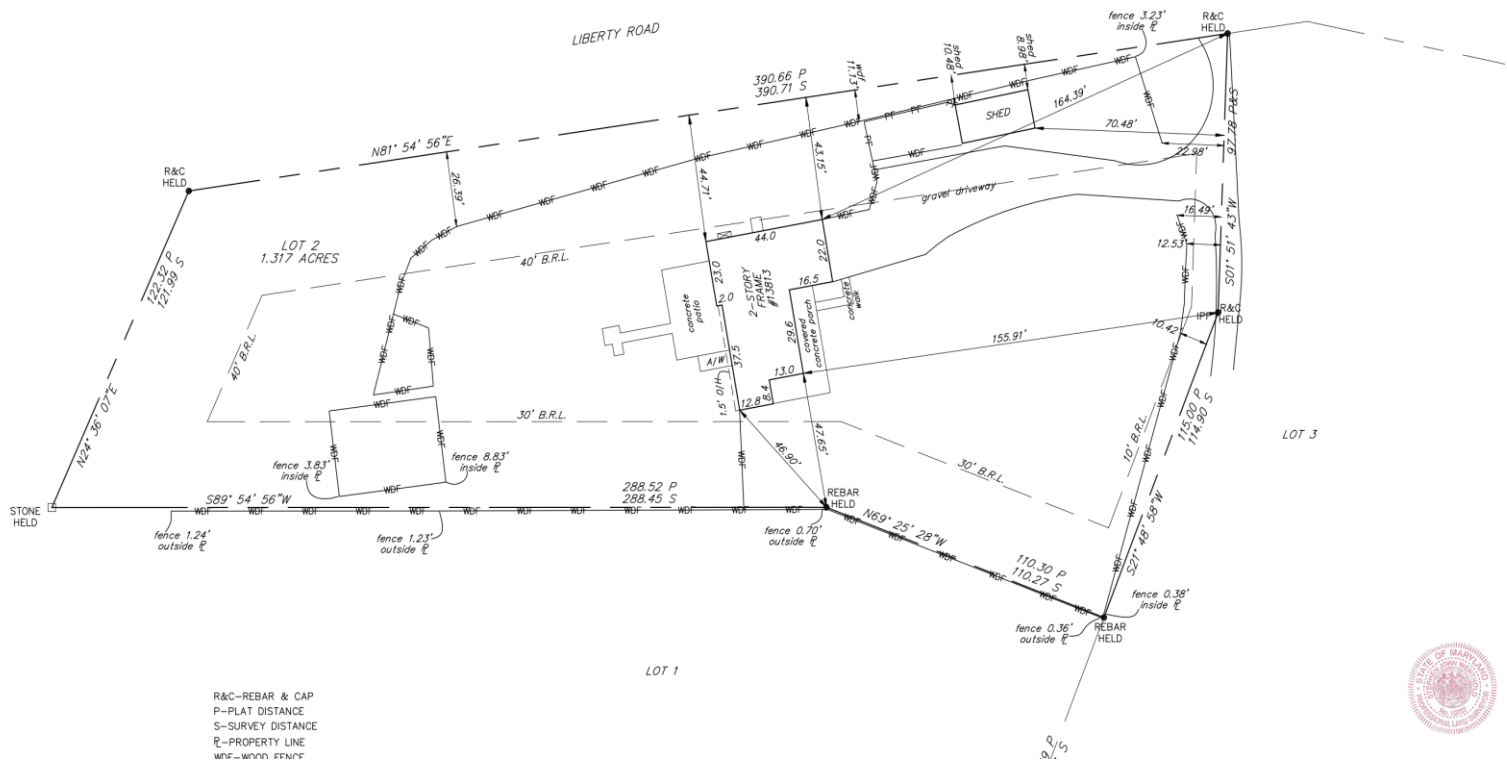 LIBERTY ROAD
fence 3.23'
inside ℙL
R&C
HELD
390.66 P
390.71 S
wdf
11.13'
shed
10.48'
shed
8.98'
N81° 54' 56"E
R&C
HELD
26.39'
44.71'
43.15'
WDF
PF
SHED
164.39'
70.48'
22.98'
97.78 P&S
S01° 51' 43"W
gravel driveway
LOT 2
1.317 ACRES
40' B.R.L.
40' B.R.L.
122.32 P
121.99 S
N24° 36' 07"E
44.0
22.0
23.0
2.0
2-STORY
FRAME
#13813
16.5
concrete
patio
covered
concrete porch
concrete
walk
29.6
37.5
A/W
1.5' O/H
13.0
8.4
12.8
16.49'
12.53'
155.91'
10.42'
IPF
R&C
HELD
115.00 P
114.90 S
S21° 48' 58"W
10' B.R.L.
30' B.R.L.
30' B.R.L.
47.65'
46.90'
LOT 3
fence 3.83'
inside ℙL
fence 8.83'
inside ℙL
S89° 54' 56"W
288.52 P
288.45 S
STONE
HELD
REBAR
HELD
fence 1.24'
outside ℙL
fence 1.23'
outside ℙL
fence 0.70'
outside ℙL
N69° 25' 28"W
110.30 P
110.27 S
fence 0.38'
inside ℙL
fence 0.36'
outside ℙL
REBAR
HELD
LOT 1
R&C-REBAR & CAP
P-PLAT DISTANCE
S-SURVEY DISTANCE
ℙL-PROPERTY LINE
WDF-WOOD FENCE
STATE OF MARYLAND
PROFESSIONAL LAND SURVEYOR